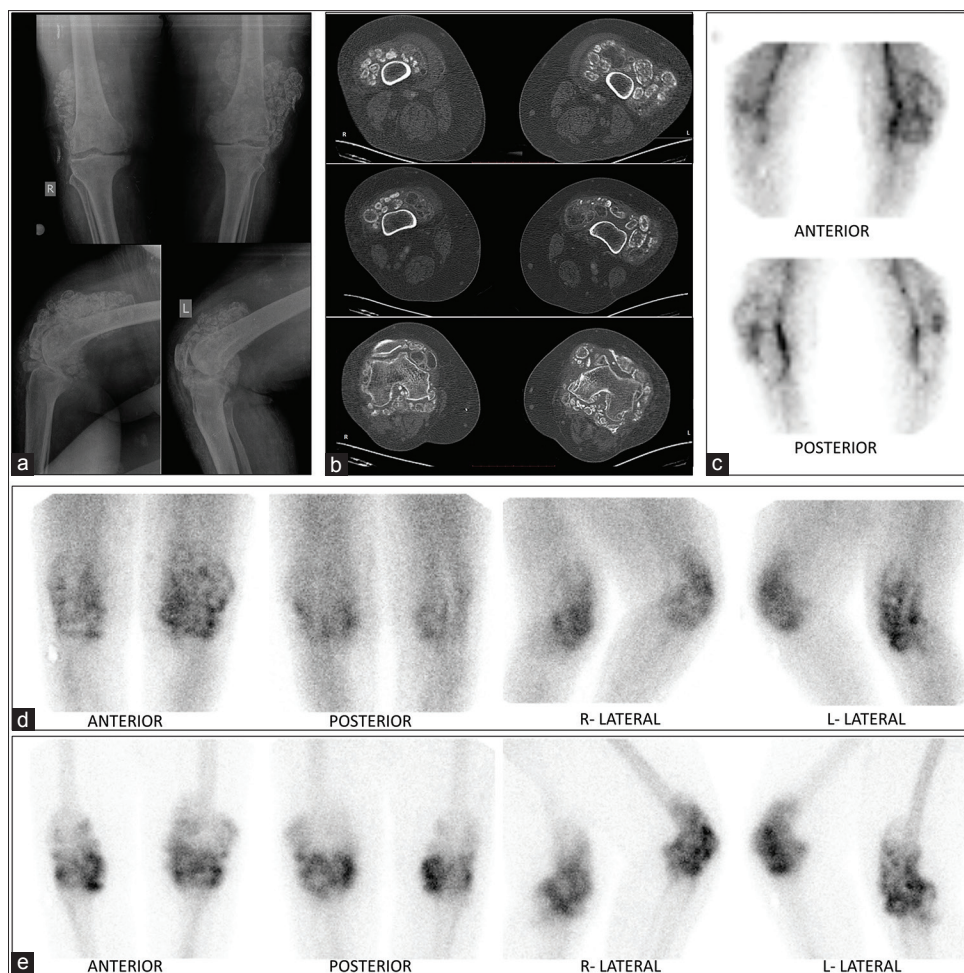 R
L
a
R
L
R
L
b
ANTERIOR
POSTERIOR
c
ANTERIOR
POSTERIOR
R- LATERAL
L- LATERAL
d
ANTERIOR
POSTERIOR
R- LATERAL
L- LATERAL
e